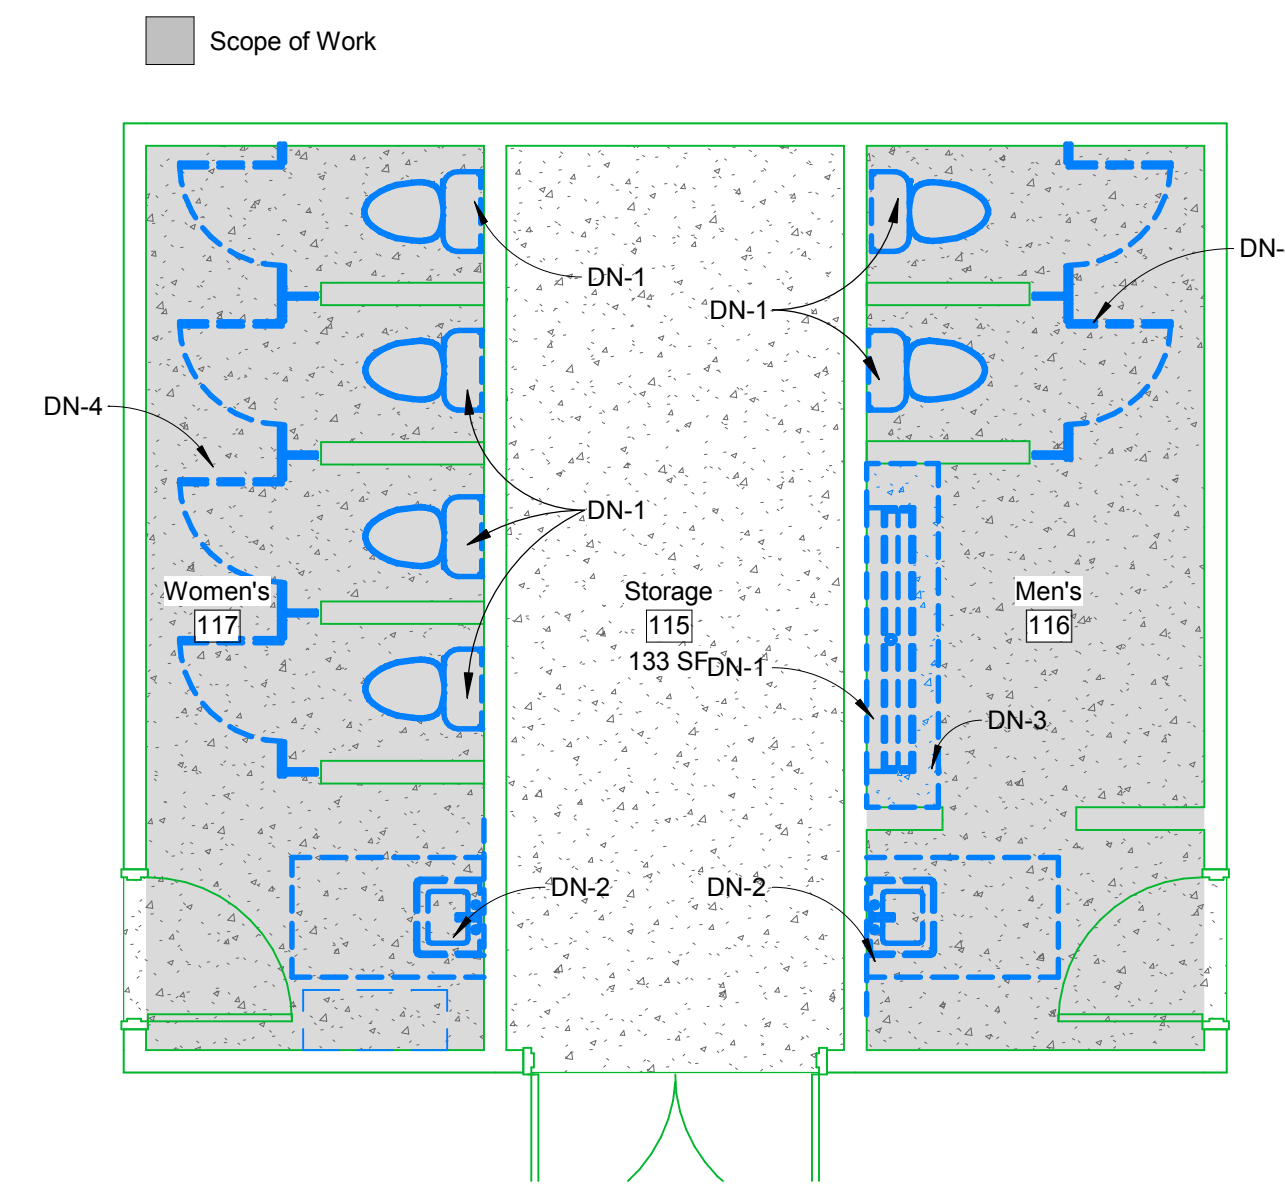 Scope of Work
DN-1
DN-
DN-1
DN-4
DN-1
Women's
117
Storage
115
133 SF
Men's
116
DN-1
DN-3
DN-2
DN-2